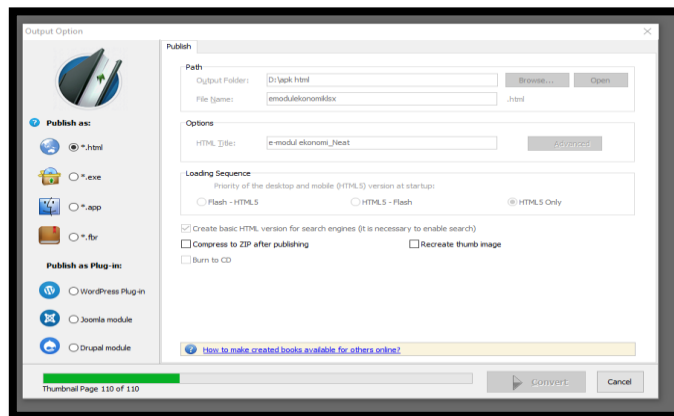 Output Option
Publish
Path
Output Folder: D:\apk html Browse... Open
File Name: emodulekonomiklsx .html
Publish as:
Options
*.html
HTML Title: e-modul ekonomi_Neat Advanced
*.exe
Loading Sequence
Priority of the desktop and mobile (HTML5) version at startup:
*.app
Flash - HTML5 HTML5 - Flash HTML5 Only
*.fbr
Create basic HTML version for search engines (it is necessary to enable search)
Compress to ZIP after publishing Recreate thumb image
Burn to CD
Publish as Plug-in:
WordPress Plug-in
Joomla module
Drupal module
How to make created books available for others online?
Thumbnail Page 110 of 110
Convert Cancel